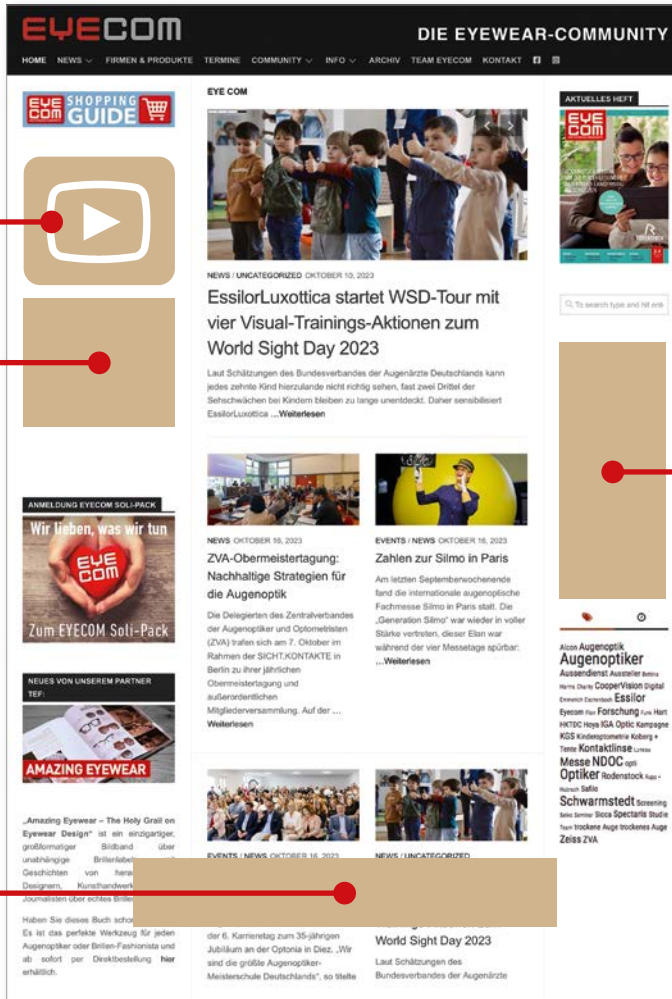 EYECOM
DIE EYEWEAR-COMMUNITY
HOME NEWS FIRMEN & PRODUKTE TERMINE COMMUNITY INFO ARCHIV TEAM EYECOM KONTAKT
EYE COM SHOPPING GUIDE
ANMELDUNG EYECOM SOLI-PACK
Wir lieben, was wir tun
EYE COM
Zum EYECOM Soli-Pack
NEUES VON UNSEREM PARTNER
TEF:
AMAZING EYEWEAR
„Amazing Eyewear – The Holy Grail on
Eyewear Design“ ist ein einzigartiger,
großformatiger Bildband über
unabhängige
Geschichten von
Designern,
Journalisten über echtes
Haben Sie dieses Buch
Es ist das perfekte Werkzeug für jeden
Augenoptiker oder Brillen-Fashionista und
ab sofort per Direktbestellung hier
erhältlich.
EYE COM
NEWS / UNCATEGORIZED OKTOBER 10, 2023
EssilorLuxottica startet WSD-Tour mit
vier Visual-Trainings-Aktionen zum
World Sight Day 2023
Laut Schätzungen des Bundesverbandes der Augenärzte Deutschlands kann
jedes zehnte Kind hierzulande nicht richtig sehen, fast zwei Drittel der
Sehschwächen bei Kindern bleiben zu lange unentdeckt. Daher sensibilisiert
EssilorLuxottica ...Weiterlesen
NEWS OKTOBER 16, 2023
ZVA-Obermeistertagung:
Nachhaltige Strategien für
die Augenoptik
Die Delegierten des Zentralverbandes
der Augenoptiker und Optometristen
(ZVA) trafen sich am 7. Oktober im
Rahmen der SICHT.KONTAKTE in
Berlin zu ihrer jährlichen
Obermeistertagung und
außerordentlichen
Mitgliederversammlung. Auf der ...
Weiterlesen
EVENTS / NEWS OKTOBER 16, 2023
Zahlen zur Silmo in Paris
Am letzten Septemberwochenende
fand die internationale augenoptische
Fachmesse Silmo in Paris statt. Die
„Generation Silmo“ war wieder in voller
Stärke vertreten, dieser Elan war
während der vier Messetage spürbar:
...Weiterlesen
EVENTS / NEWS OKTOBER 16, 2023
der 6. Karrieretag zum 35-jährigen
Jubiläum an der Optonia in Diez. „Wir
sind die größte Augenoptiker-
Meisterschule Deutschlands“, so titelte
NEWS / UNCATEGORIZED
World Sight Day 2023
Laut Schätzungen des
Bundesverbandes der Augenärzte
AKTUELLES HEFT
EYE COM
To search type and hit
Alcon Augenoptik
Augenoptiker
Aussendienst Aussteller
CooperVision Digital
Essilor
Eyecom Forschung Hart
HKTDC Hoya IGA Optic Kampagne
KGS Kinderoptometrie Koberg +
Tente Kontaktlinse
Messe NDOC opti
Optiker Rodenstock
Safilo
Schwarmstedt Screening
Seiko Seminar Sicca Spectaris Studie
Team trockene Auge trockenes Auge
Zeiss ZVA